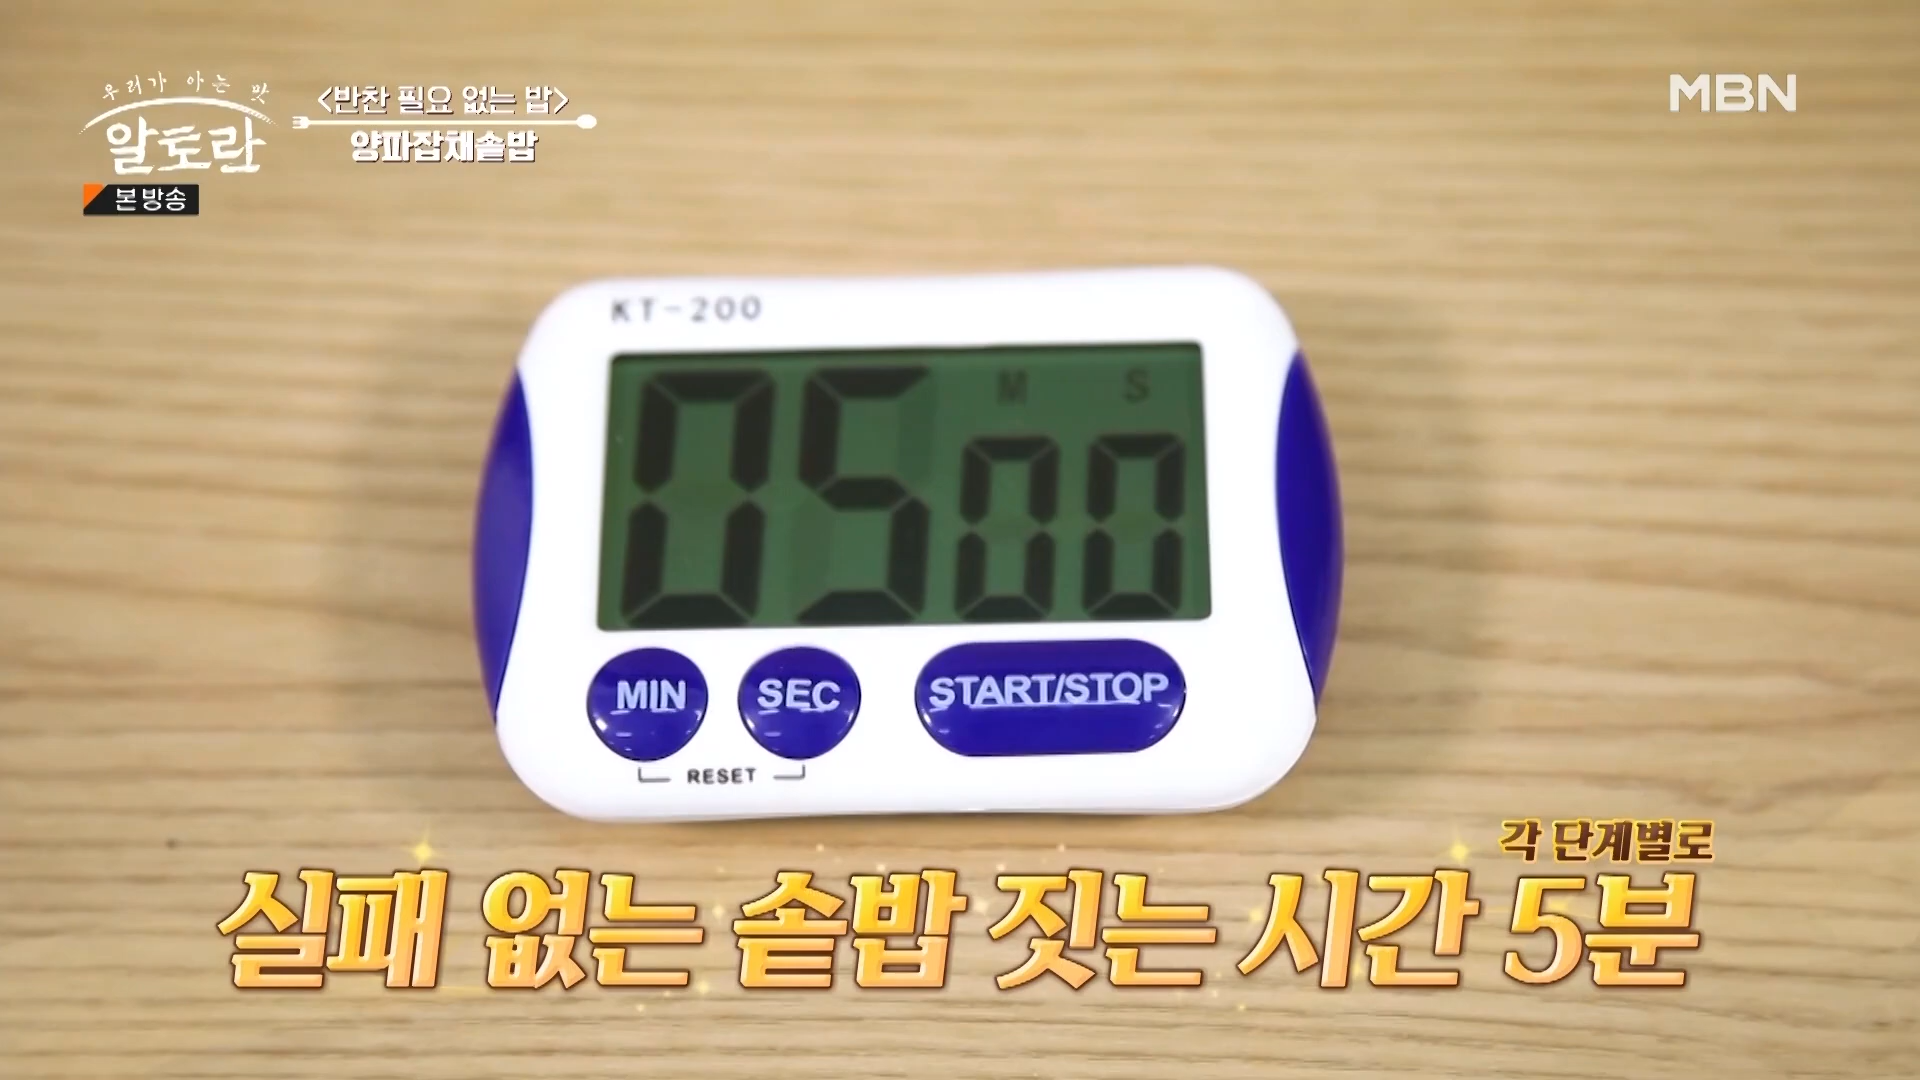 우리가 아는 맛
알토란
본 방송
<반찬 필요 없는 밥>
양파잡채솥밥
MBN
KT-200
M S
05 00
MIN SEC START/STOP
RESET
각 단계별로
실패 없는 솥밥 짓는 시간 5분